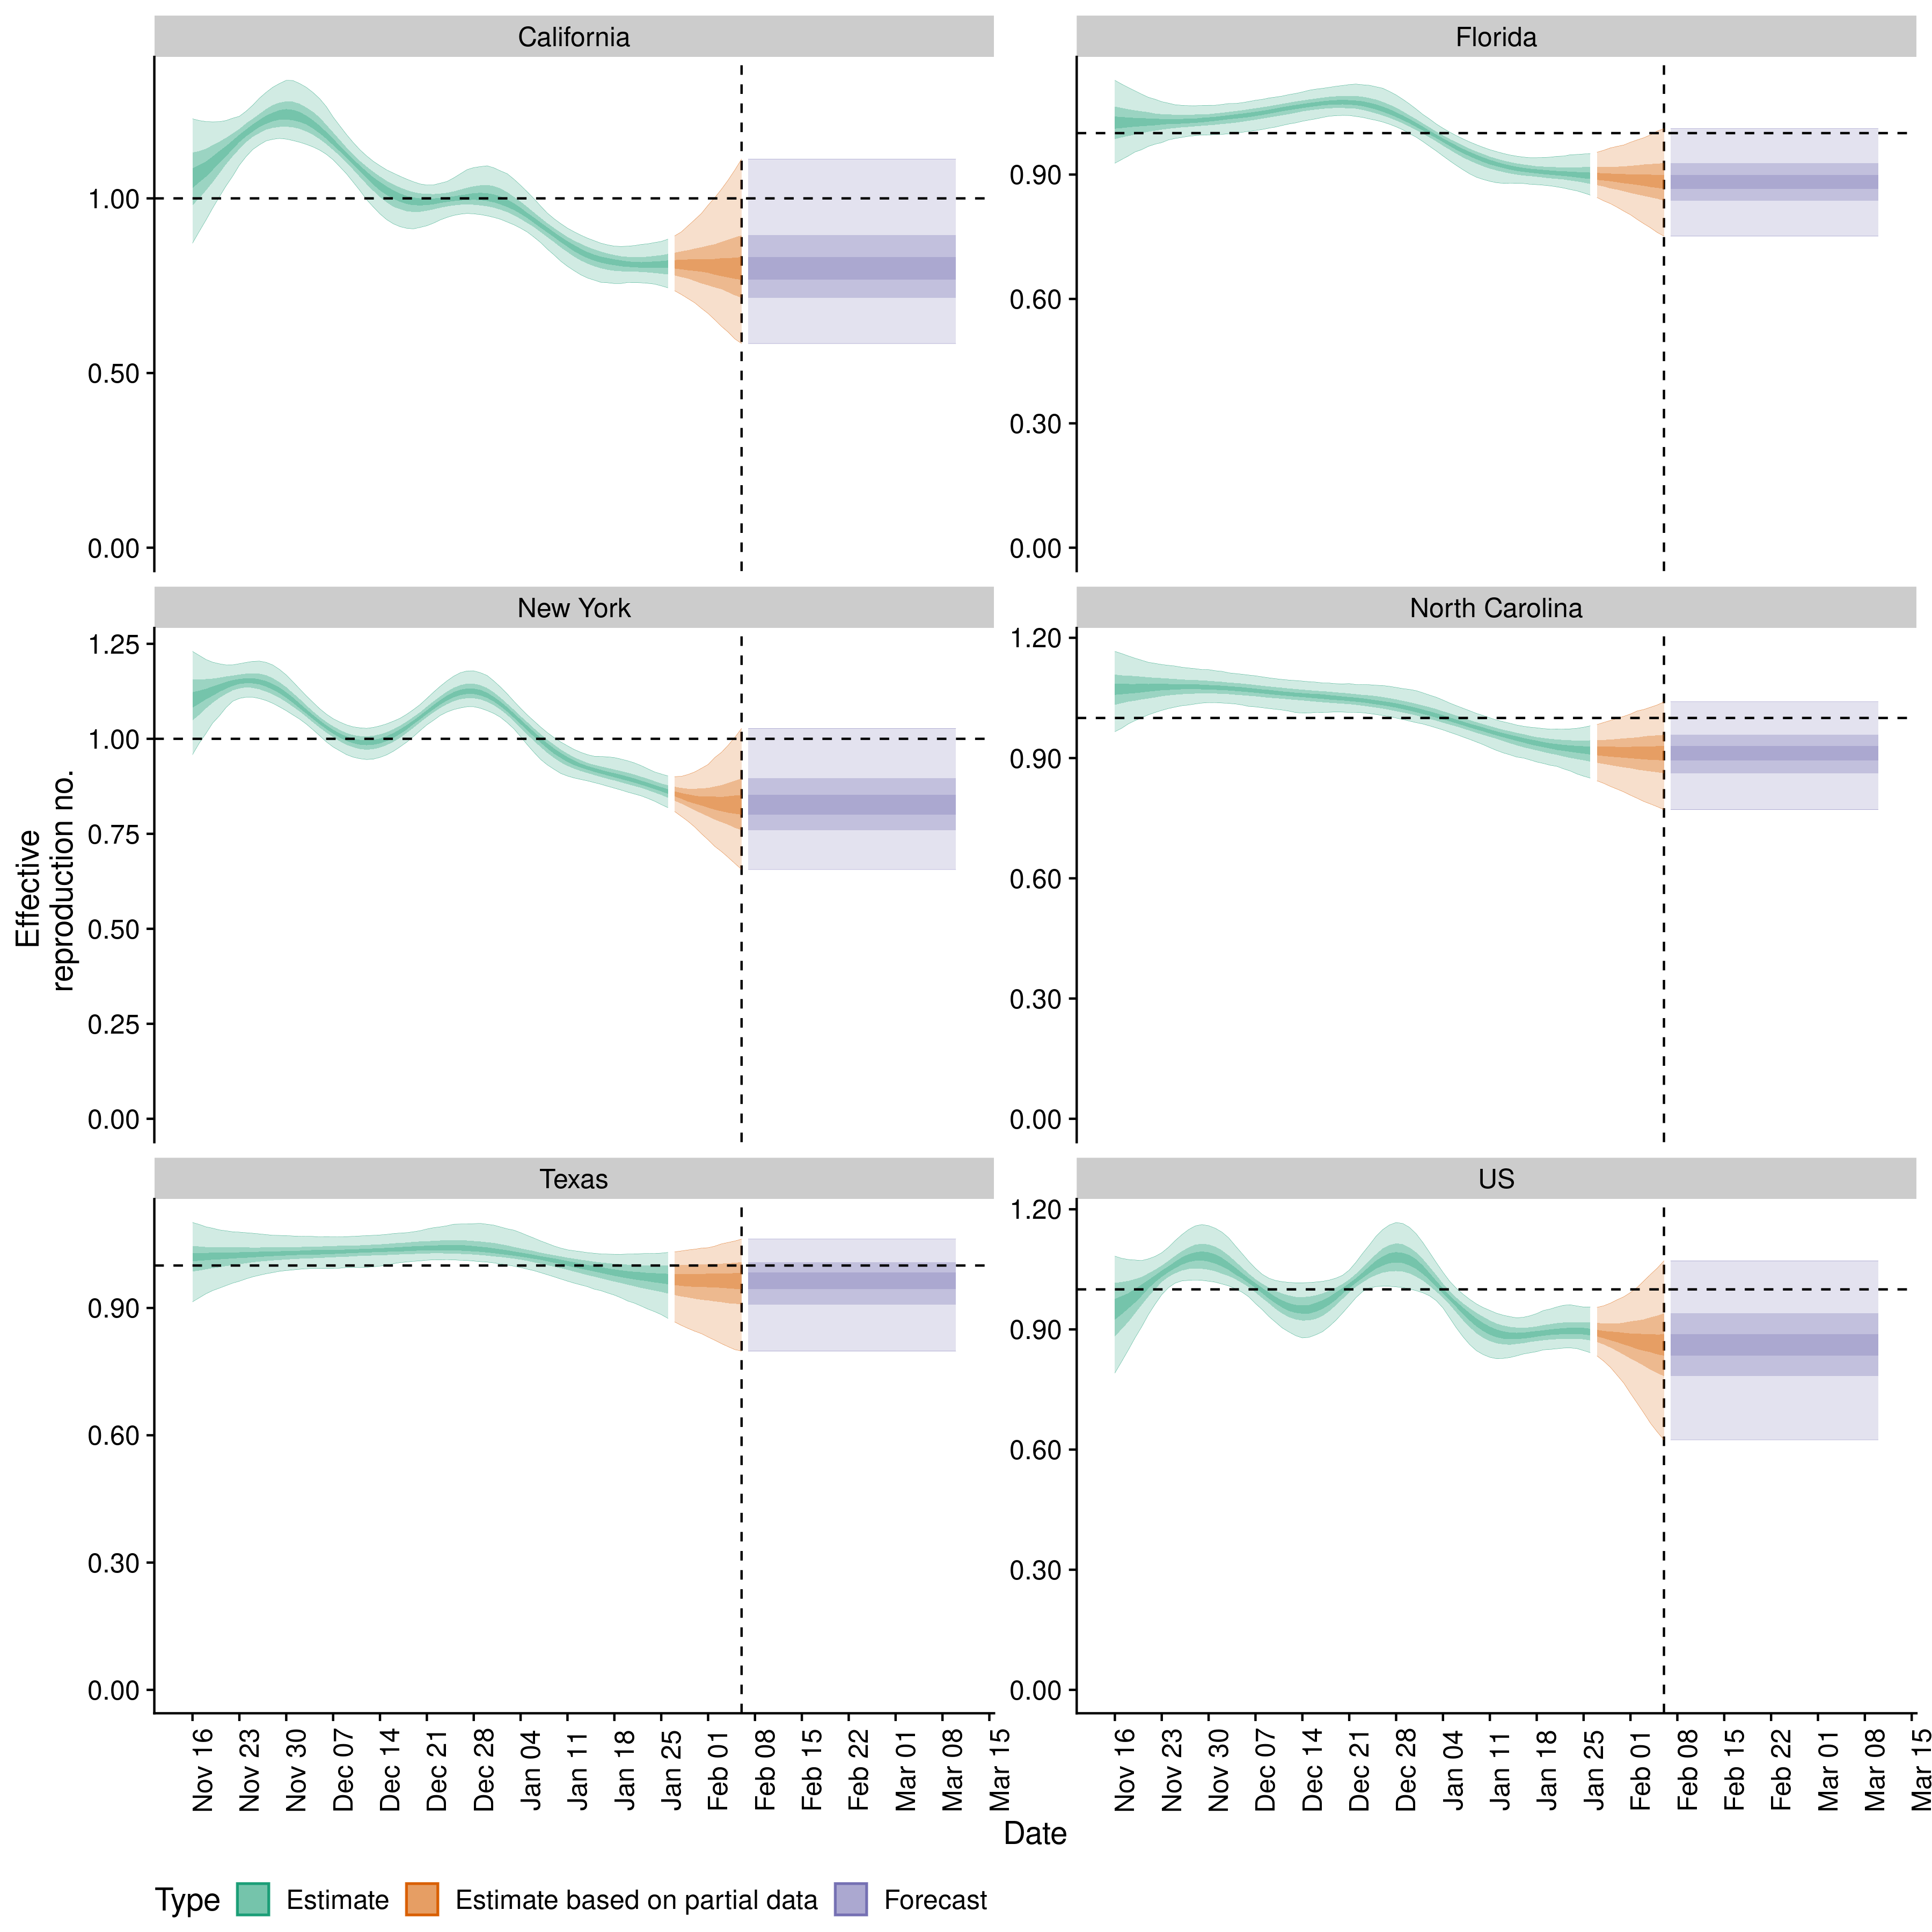 California
Florida
1.00
0.50
0.00
0.90
0.60
0.30
0.00
New York
North Carolina
1.25
1.00
0.75
0.50
0.25
0.00
1.20
0.90
0.60
0.30
0.00
Effective
reproduction no.
Texas
US
0.90
0.60
0.30
0.00
1.20
0.90
0.60
0.30
0.00
Nov 16
Nov 23
Nov 30
Dec 07
Dec 14
Dec 21
Dec 28
Jan 04
Jan 11
Jan 18
Jan 25
Feb 01
Feb 08
Feb 15
Feb 22
Mar 01
Mar 08
Mar 15
Nov 16
Nov 23
Nov 30
Dec 07
Dec 14
Dec 21
Dec 28
Jan 04
Jan 11
Jan 18
Jan 25
Feb 01
Feb 08
Feb 15
Feb 22
Mar 01
Mar 08
Mar 15
Date
Type Estimate Estimate based on partial data Forecast